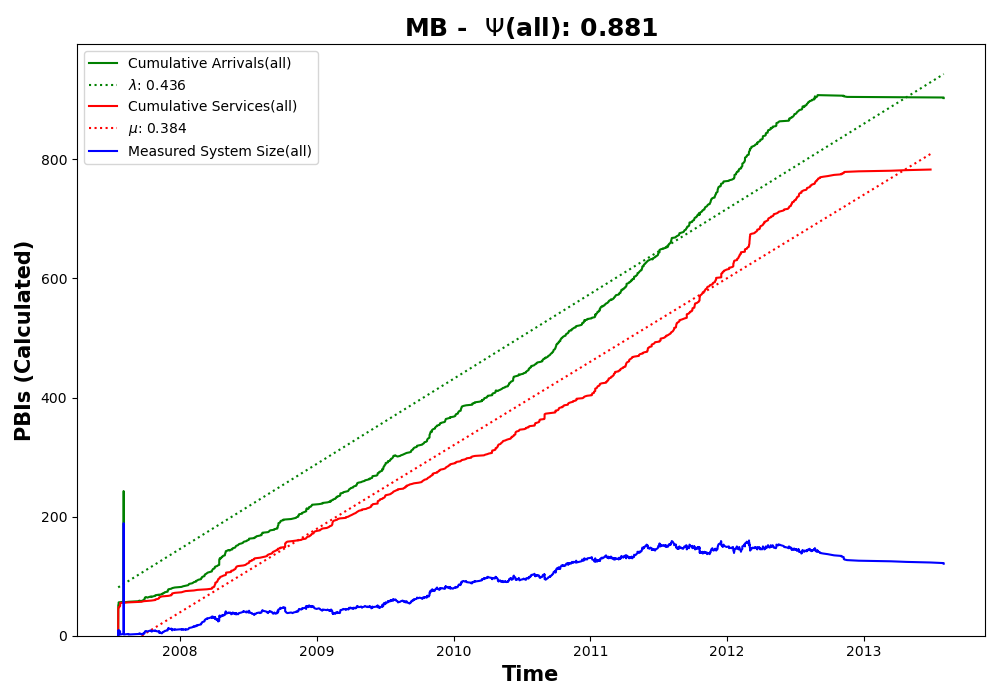 MB - Ψ(all): 0.881
Cumulative Arrivals(all)
λ: 0.436
Cumulative Services(all)
μ: 0.384
Measured System Size(all)
PBIs (Calculated)
800
600
400
200
0
2008 2009 2010 2011 2012 2013
Time